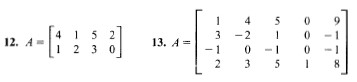 12. A = [4 1 5 2
1 2 3 0]
13. A = [1 4 5 0 9
3 -2 1 0 -1
-1 0 -1 0 -1
2 3 5 1 8]